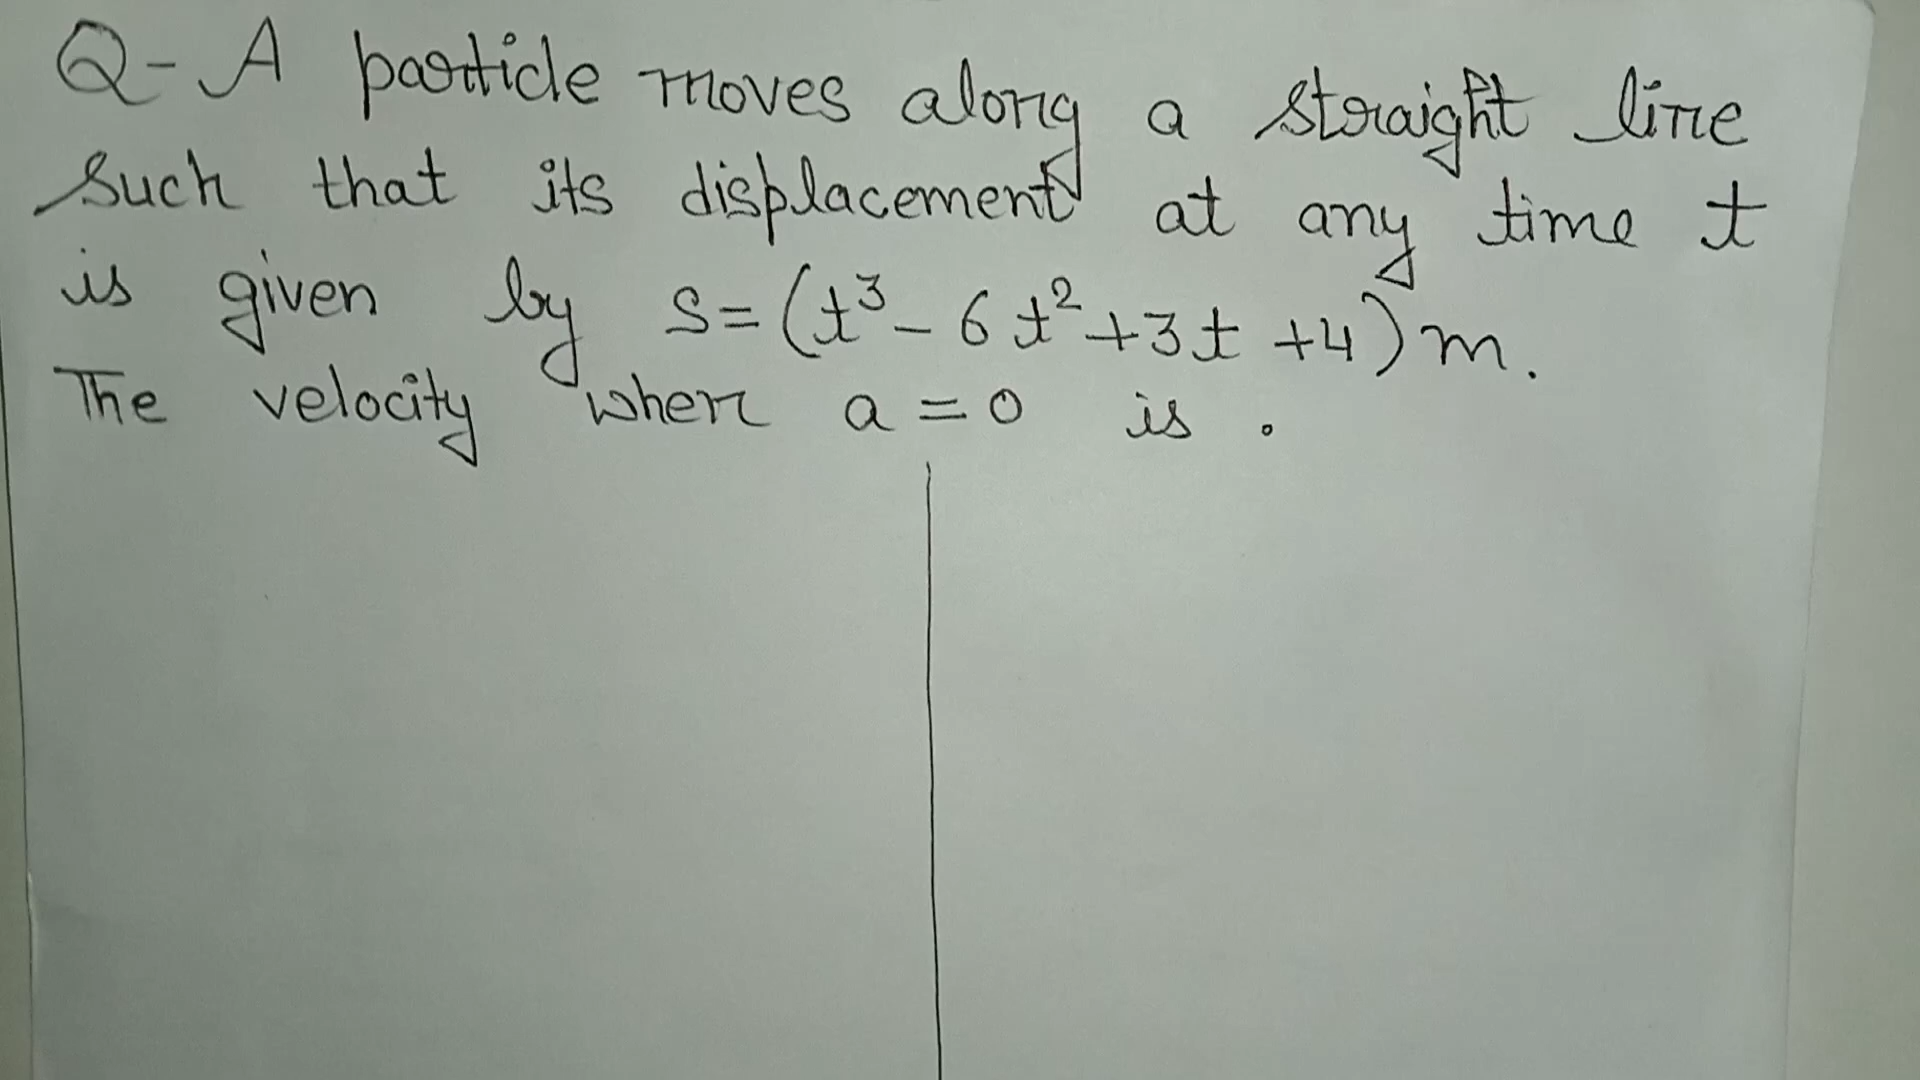 Q- A particle moves along a straight line
such that its displacement at any time t
is given by s=(t³- 6t²+3t +4)m.
The velocity when a=0 is .